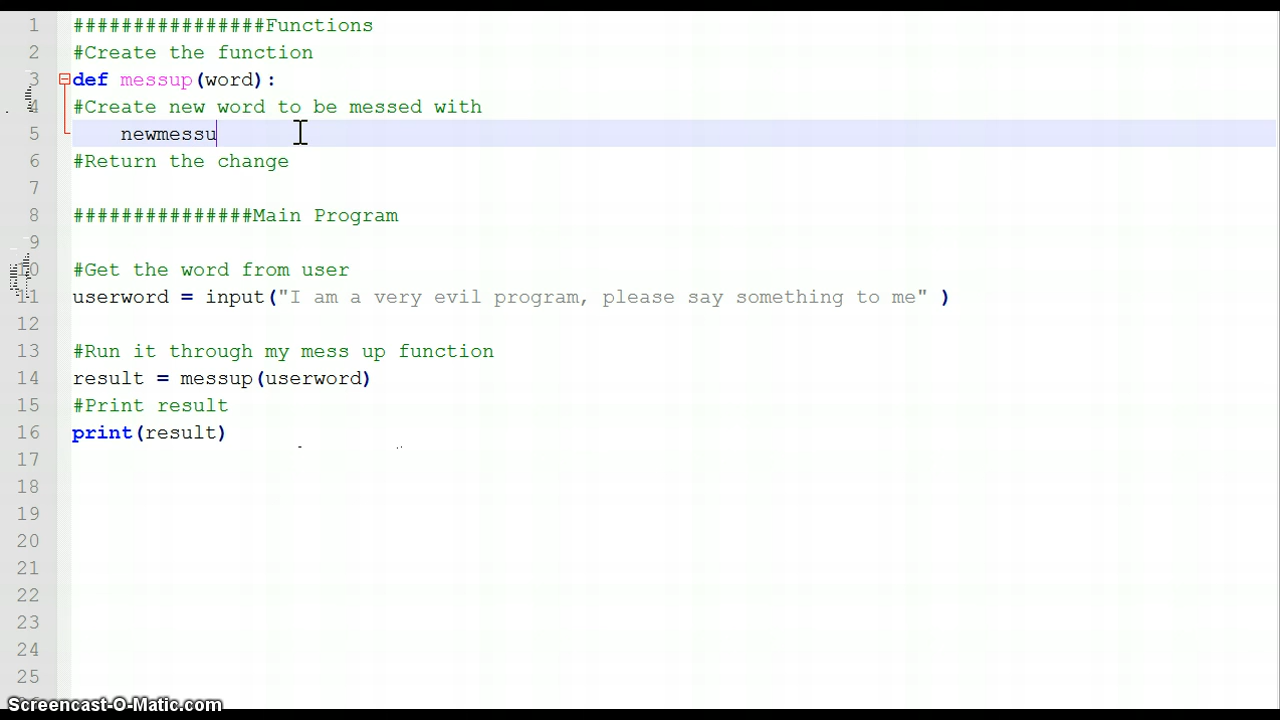 1 ################Functions
2 #Create the function
3 def messup(word):
4 #Create new word to be messed with
5 newmessu
6 #Return the change
7
8 ###############Main Program
9
10 #Get the word from user
11 userword = input("I am a very evil program, please say something to me" )
12
13 #Run it through my mess up function
14 result = messup(userword)
15 #Print result
16 print(result)
17
18
19
20
21
22
23
24
25
Screencast-O-Matic.com